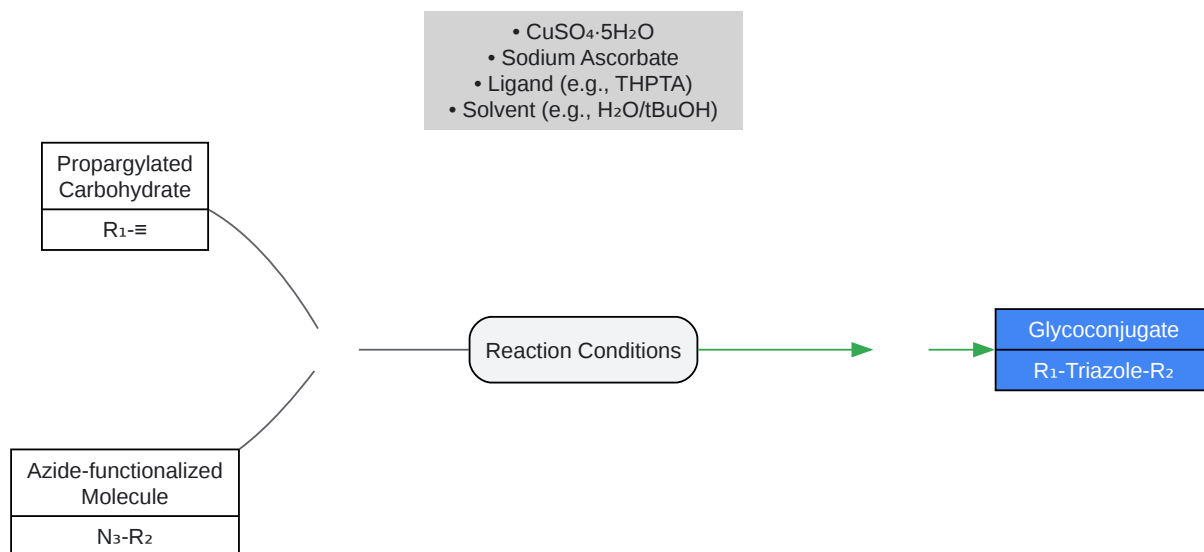 • CuSO₄·5H₂O
• Sodium Ascorbate
• Ligand (e.g., THPTA)
• Solvent (e.g., H₂O/tBuOH)
Propargylated
Carbohydrate
R₁-≡
Reaction Conditions
Glycoconjugate
R₁-Triazole-R₂
Azide-functionalized
Molecule
N₃-R₂